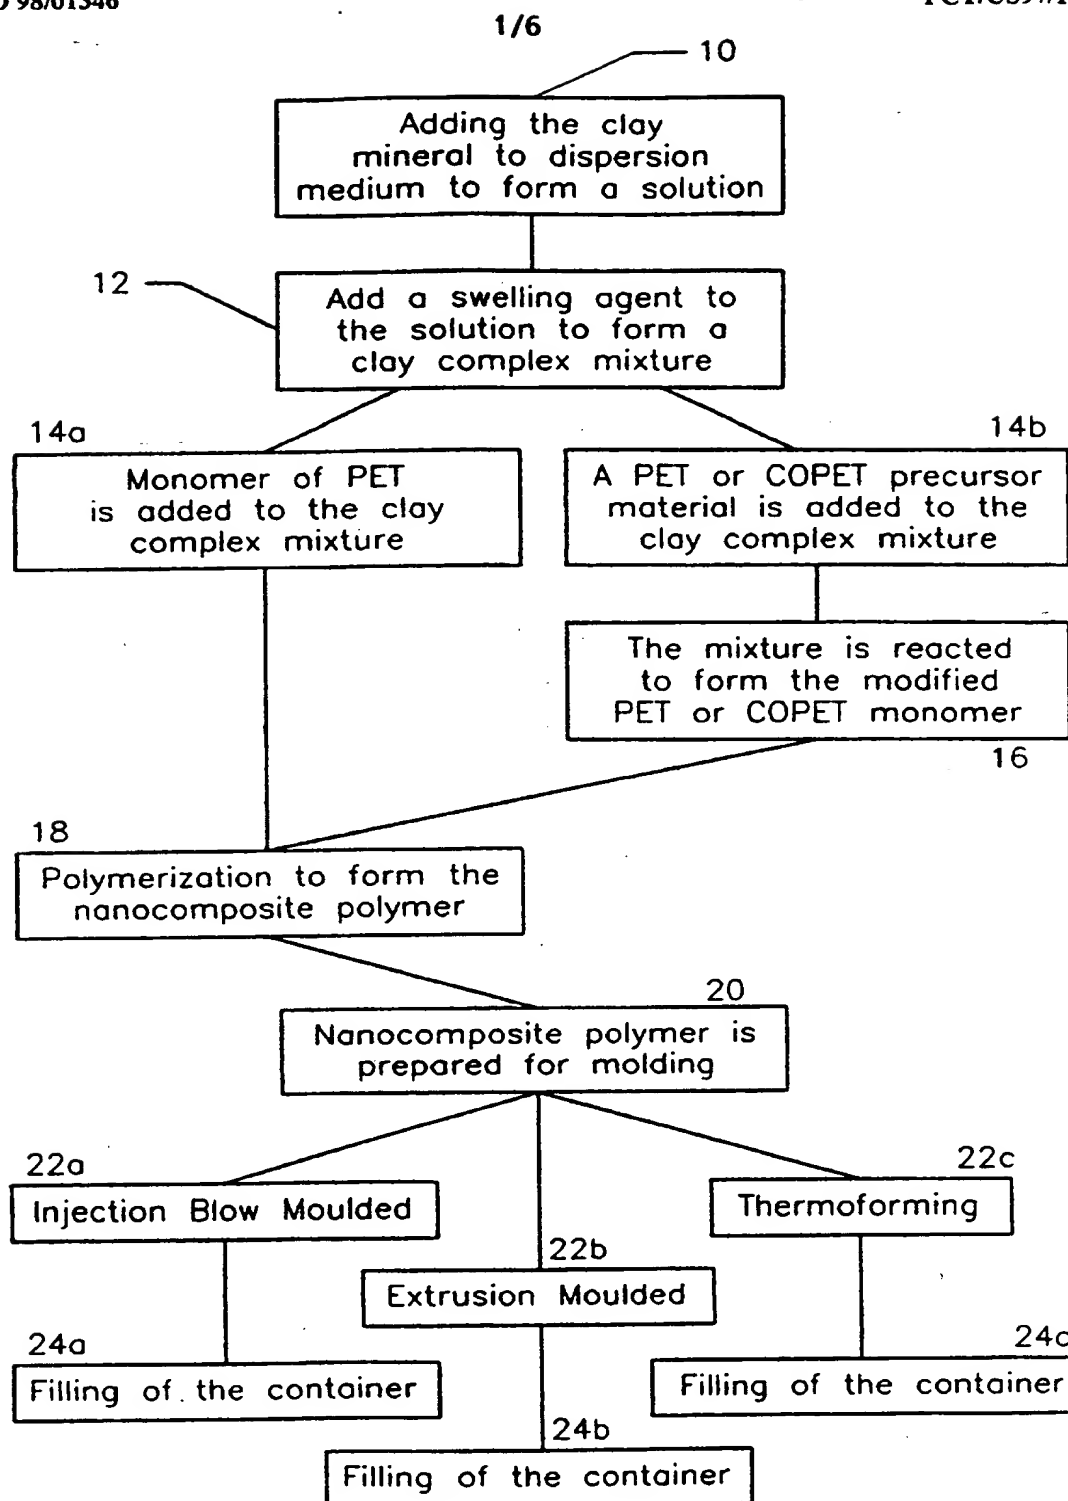 98/01346
1/6
10
Adding the clay
mineral to dispersion
medium to form a solution
12
Add a swelling agent to
the solution to form a
clay complex mixture
14a
Monomer of PET
is added to the clay
complex mixture
14b
A PET or COPET precursor
material is added to the
clay complex mixture
The mixture is reacted
to form the modified
PET or COPET monomer
16
18
Polymerization to form the
nanocomposite polymer
20
Nanocomposite polymer is
prepared for molding
22a
Injection Blow Moulded
22b
Extrusion Moulded
22c
Thermoforming
24a
Filling of the container
24b
Filling of the container
24c
Filling of the container